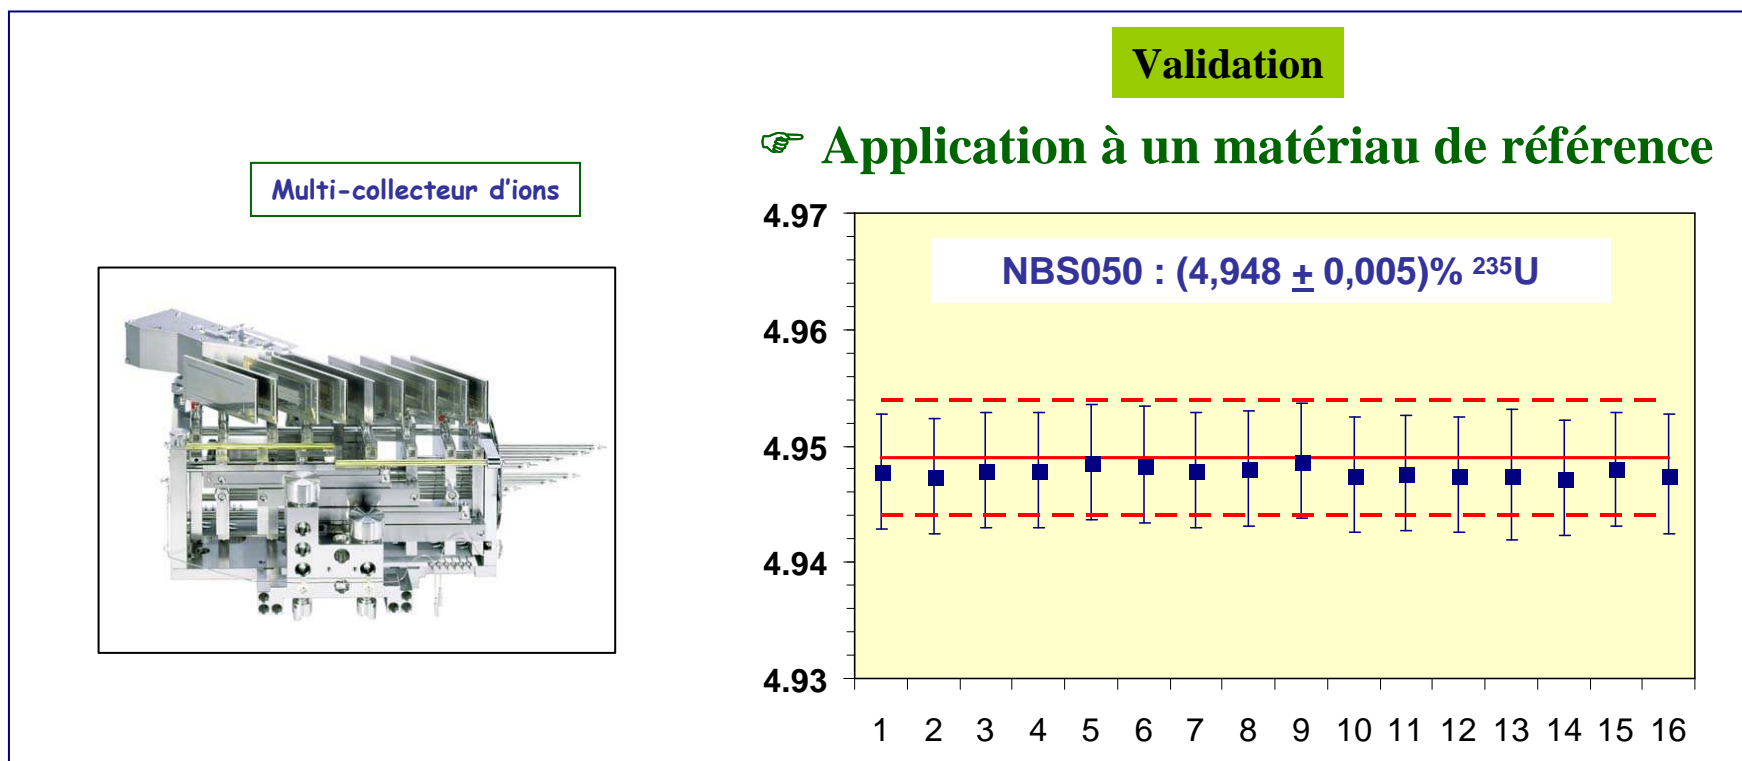 Validation
☞ Application à un matériau de référence
Multi-collecteur d'ions
4.97
NBS050 : (4,948 ± 0,005)% ²³⁵U
4.96
4.95
4.94
4.93
1 2 3 4 5 6 7 8 9 10 11 12 13 14 15 16